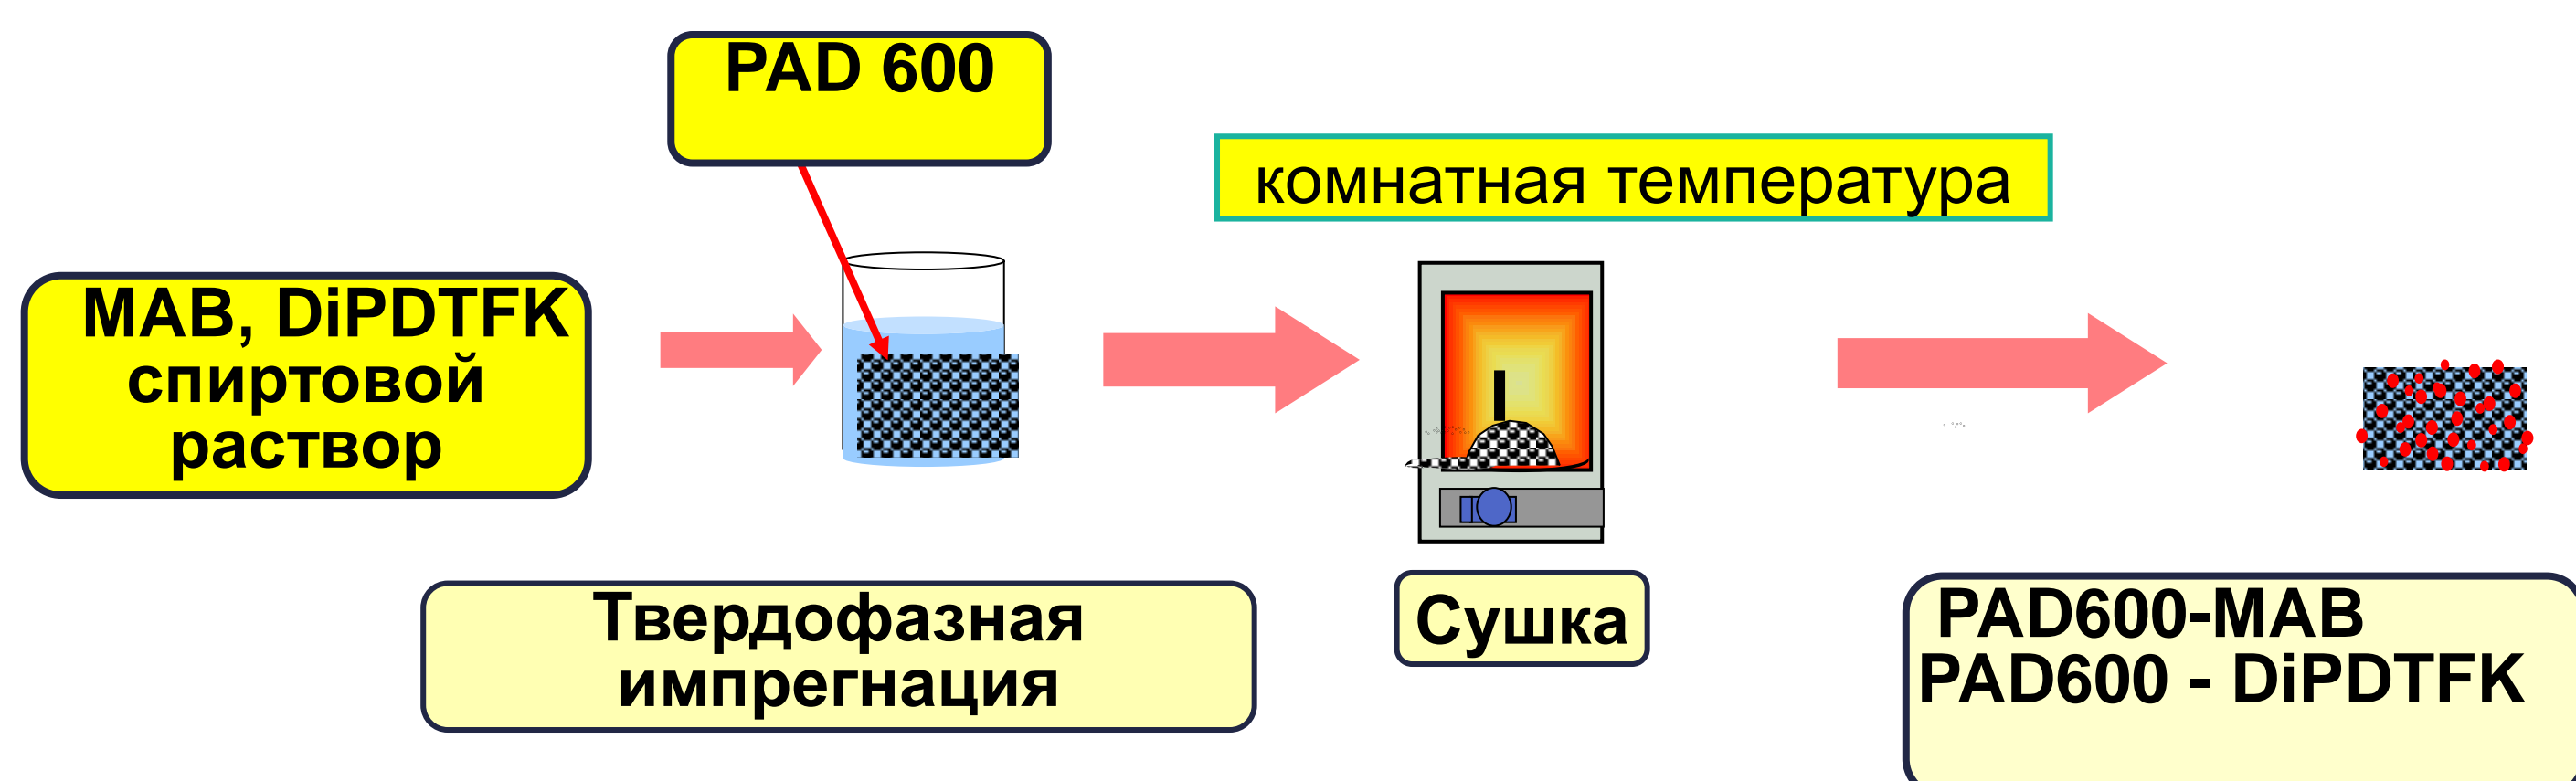 PAD 600
комнатная температура
MAB, DiPDTFK
спиртовой
раствор
Твердофазная
импрегнация
Сушка
PAD600-MAB
PAD600 - DiPDTFK